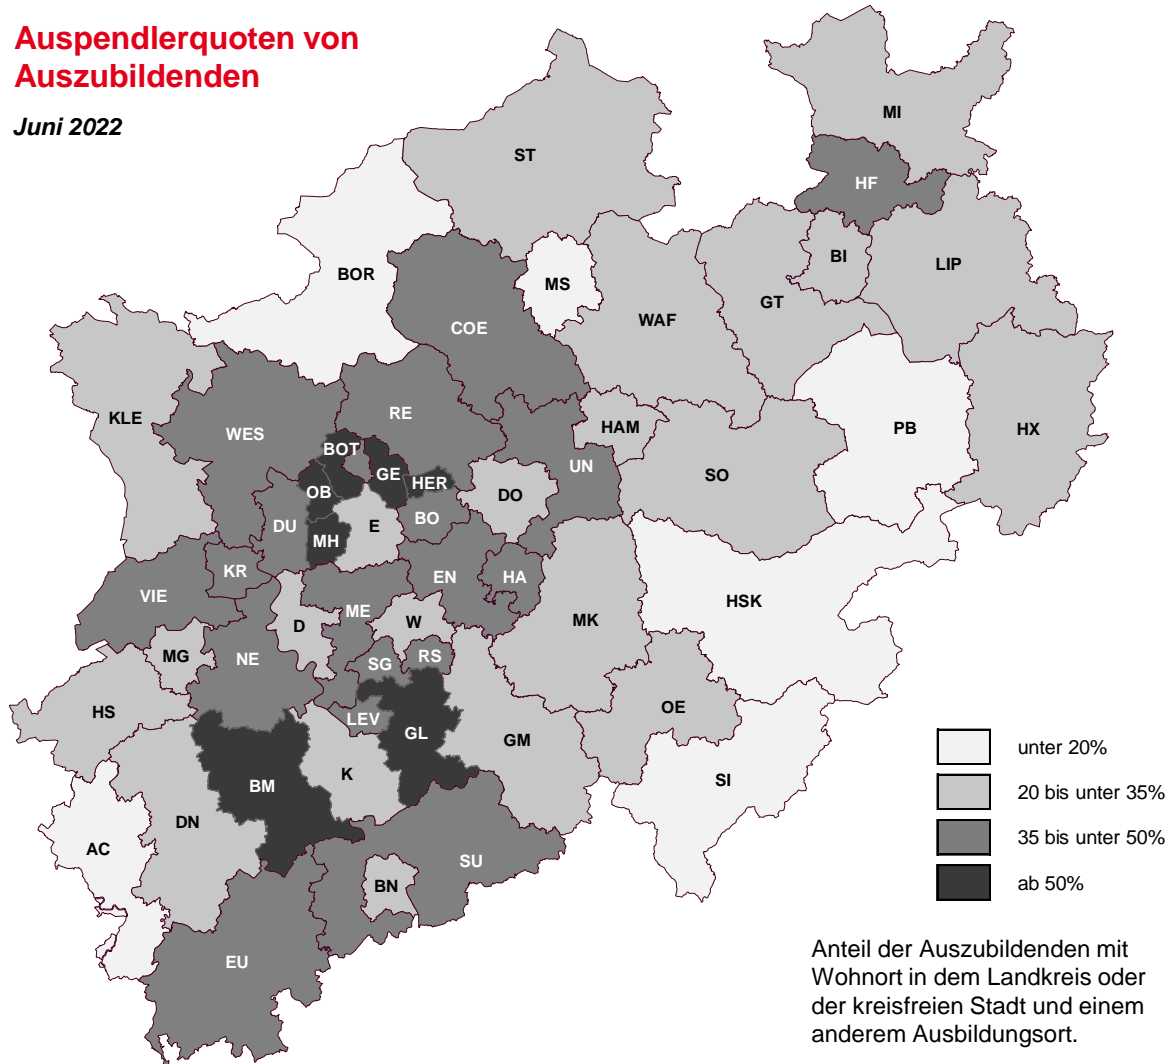 Auspendlerquoten von
Auszubildenden
Juni 2022
MI
ST
HF
BI
LIP
BOR
MS
GT
WAF
COE
KLE
WES
RE
HAM
PB
HX
BOT
UN
SO
GE
HER
OB
DO
DU
E
BO
MH
KR
EN
HA
VIE
HSK
ME
MK
D
W
MG
NE
SG
RS
HS
LEV
GL
GM
OE
K
BM
SI
DN
AC
SU
BN
EU
unter 20%
20 bis unter 35%
35 bis unter 50%
ab 50%
Anteil der Auszubildenden mit
Wohnort in dem Landkreis oder
der kreisfreien Stadt und einem
anderem Ausbildungsort.